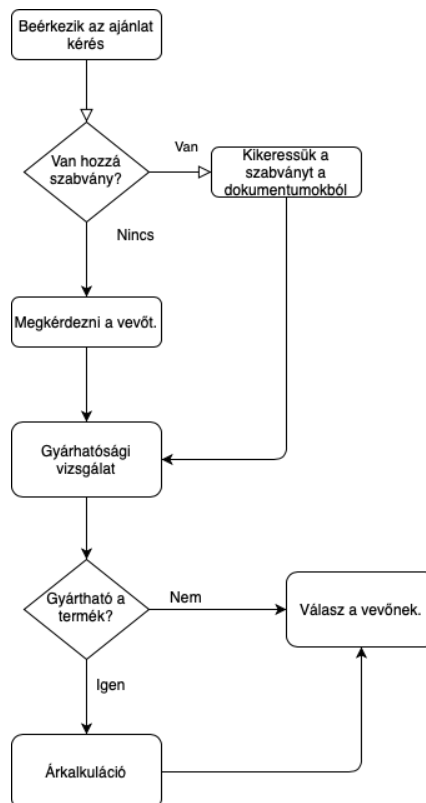 Beérkezik az ajánlat
kérés
Van hozzá
szabvány?
Van
Kikeressük a
szabványt a
dokumentumokból
Nincs
Megkérdezni a vevőt.
Gyárhatósági
vizsgálat
Gyártható a
termék?
Nem
Válasz a vevőnek.
Igen
Árkalkuláció